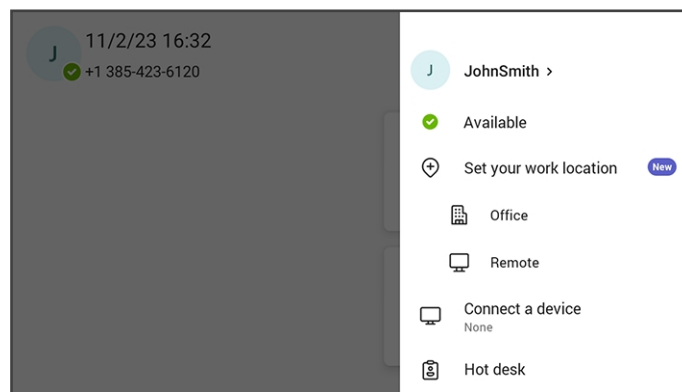 J
11/2/23 16:32
+1 385-423-6120
J
JohnSmith >
Available
Set your work location New
Office
Remote
Connect a device
None
Hot desk